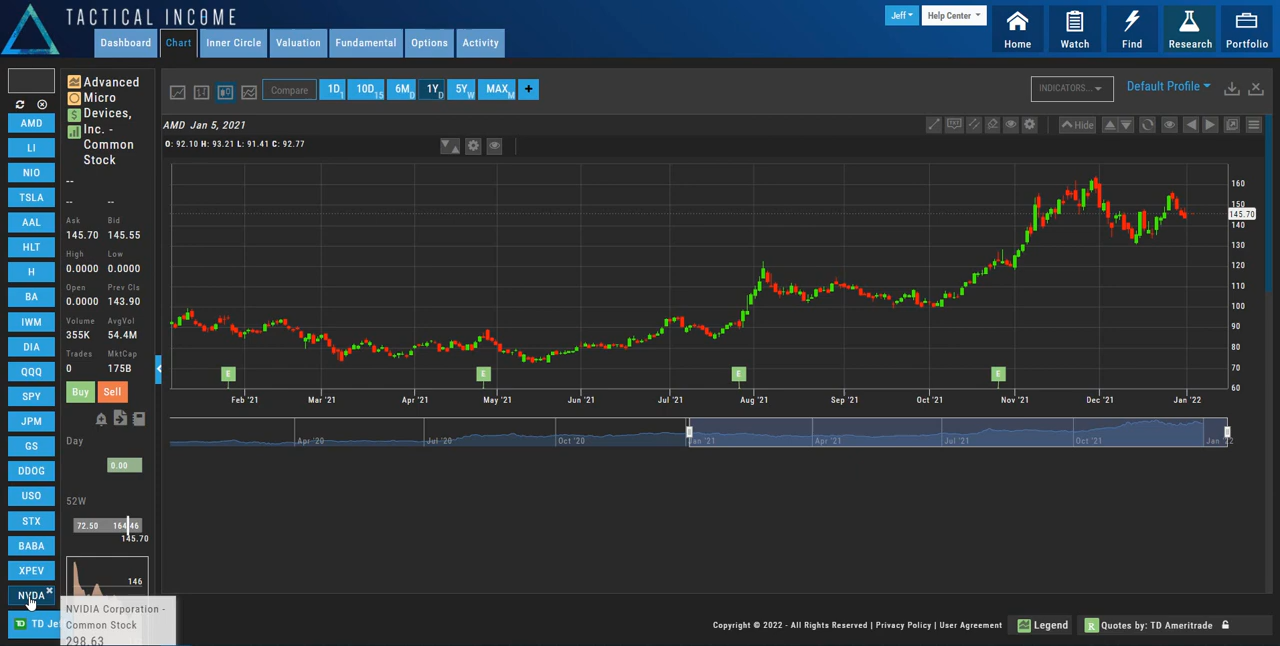 TACTICAL INCOME
Jeff
Help Center
Dashboard Chart Inner Circle Valuation Fundamental Options Activity
Home Watch Find Research Portfolio
AMD
LI
NIO
TSLA
AAL
HLT
H
BA
IWM
DIA
QQQ
SPY
JPM
GS
DDOG
USO
STX
BABA
XPEV
NVDA
TD Je
Advanced
Micro
Devices,
Inc. -
Common
Stock
--
-- --
Ask Bid
145.70 145.55
High Low
0.0000 0.0000
Open Prev Cls
0.0000 143.90
Volume AvgVol
355K 54.4M
Trades MktCap
0 175B
Buy Sell
Day
0.00
52W
72.50 164.46
145.70
146
NVIDIA Corporation -
Common Stock
298.63
Compare 1D1 10D15 6MD 1YD 5YW MAXM +
INDICATORS...
Default Profile
AMD Jan 5, 2021
TXT
Hide
O: 92.10 H: 93.21 L: 91.41 C: 92.77
160
150
145.70
140
130
120
110
100
90
80
70
60
E E E E
Feb '21 Mar '21 Apr '21 May '21 Jun '21 Jul '21 Aug '21 Sep '21 Oct '21 Nov '21 Dec '21 Jan '22
Apr '20 Jul '20 Oct '20 Jan '21 Apr '21 Jul '21 Oct '21 Jan '22
Copyright © 2022 - All Rights Reserved | Privacy Policy | User Agreement
Legend
R Quotes by: TD Ameritrade